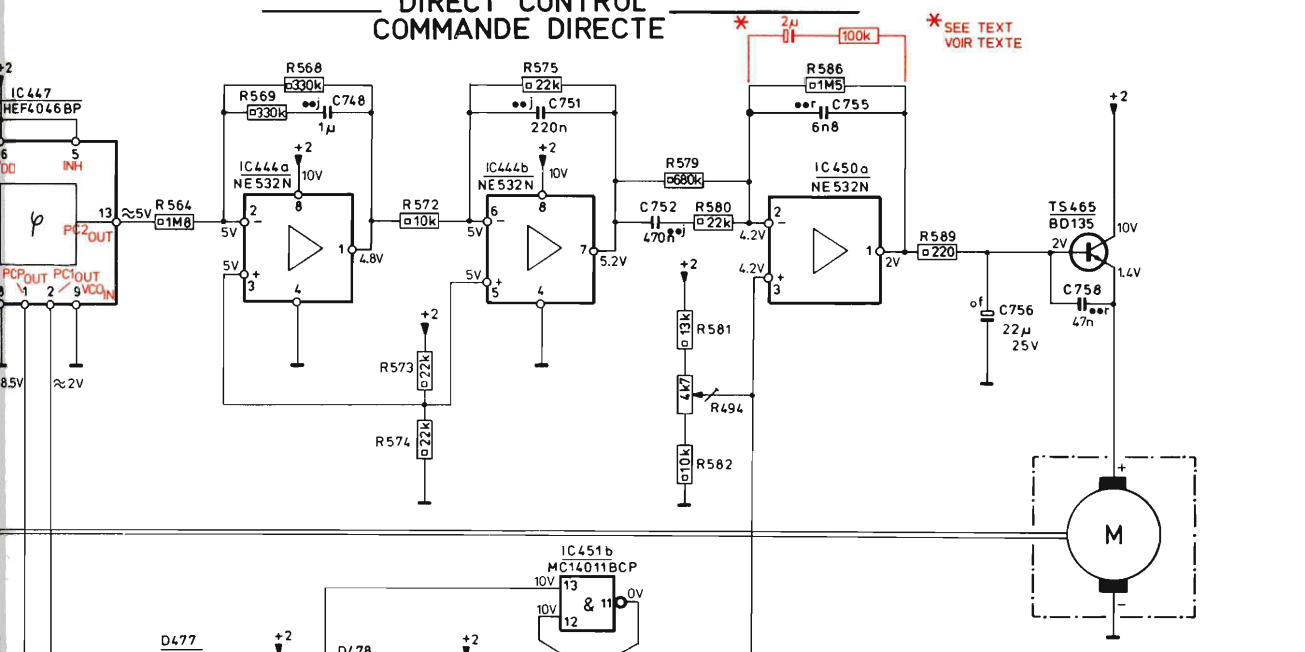 DIRECT CONTROL
COMMANDE DIRECTE
*
2µ
100k
* SEE TEXT
VOIR TEXTE
+2
IC447
HEF4046BP
6
5
INH
φ
13
≈5V
PC2OUT
PCPOUT
PC1OUT
VCOIN
1
2
9
8.5V
≈2V
R564
1M8
R568
330k
R569
330k
C748
1µ
IC444a
NE532N
+2
10V
8
2
−
5V
5V
+
3
4
1
4.8V
R572
10k
R575
22k
C751
220n
IC444b
NE532N
+2
10V
8
6
−
5V
5V
+
5
4
7
5.2V
+2
R573
22k
R574
22k
R579
680k
C752
470n
R580
22k
R586
1M5
C755
6n8
IC450a
NE532N
2
−
4.2V
4.2V
+
3
1
2V
+2
13k
R581
4k7
R494
10k
R582
R589
220
TS465
BD135
+2
10V
2V
1.4V
C756
22µ
25V
C758
47n
+
M
−
IC451b
MC14011BCP
10V
13
&
11
0V
10V
12
D477
+2
D478
+2